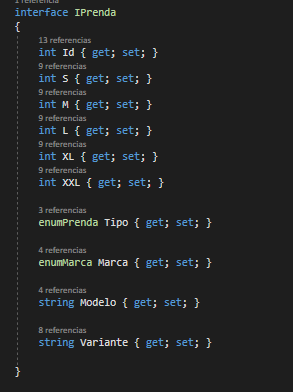 1 referencia
interface IPrenda
{
13 referencias
int Id { get; set; }
9 referencias
int S { get; set; }
9 referencias
int M { get; set; }
9 referencias
int L { get; set; }
9 referencias
int XL { get; set; }
9 referencias
int XXL { get; set; }
3 referencias
enumPrenda Tipo { get; set; }
4 referencias
enumMarca Marca { get; set; }
4 referencias
string Modelo { get; set; }
8 referencias
string Variante { get; set; }
}